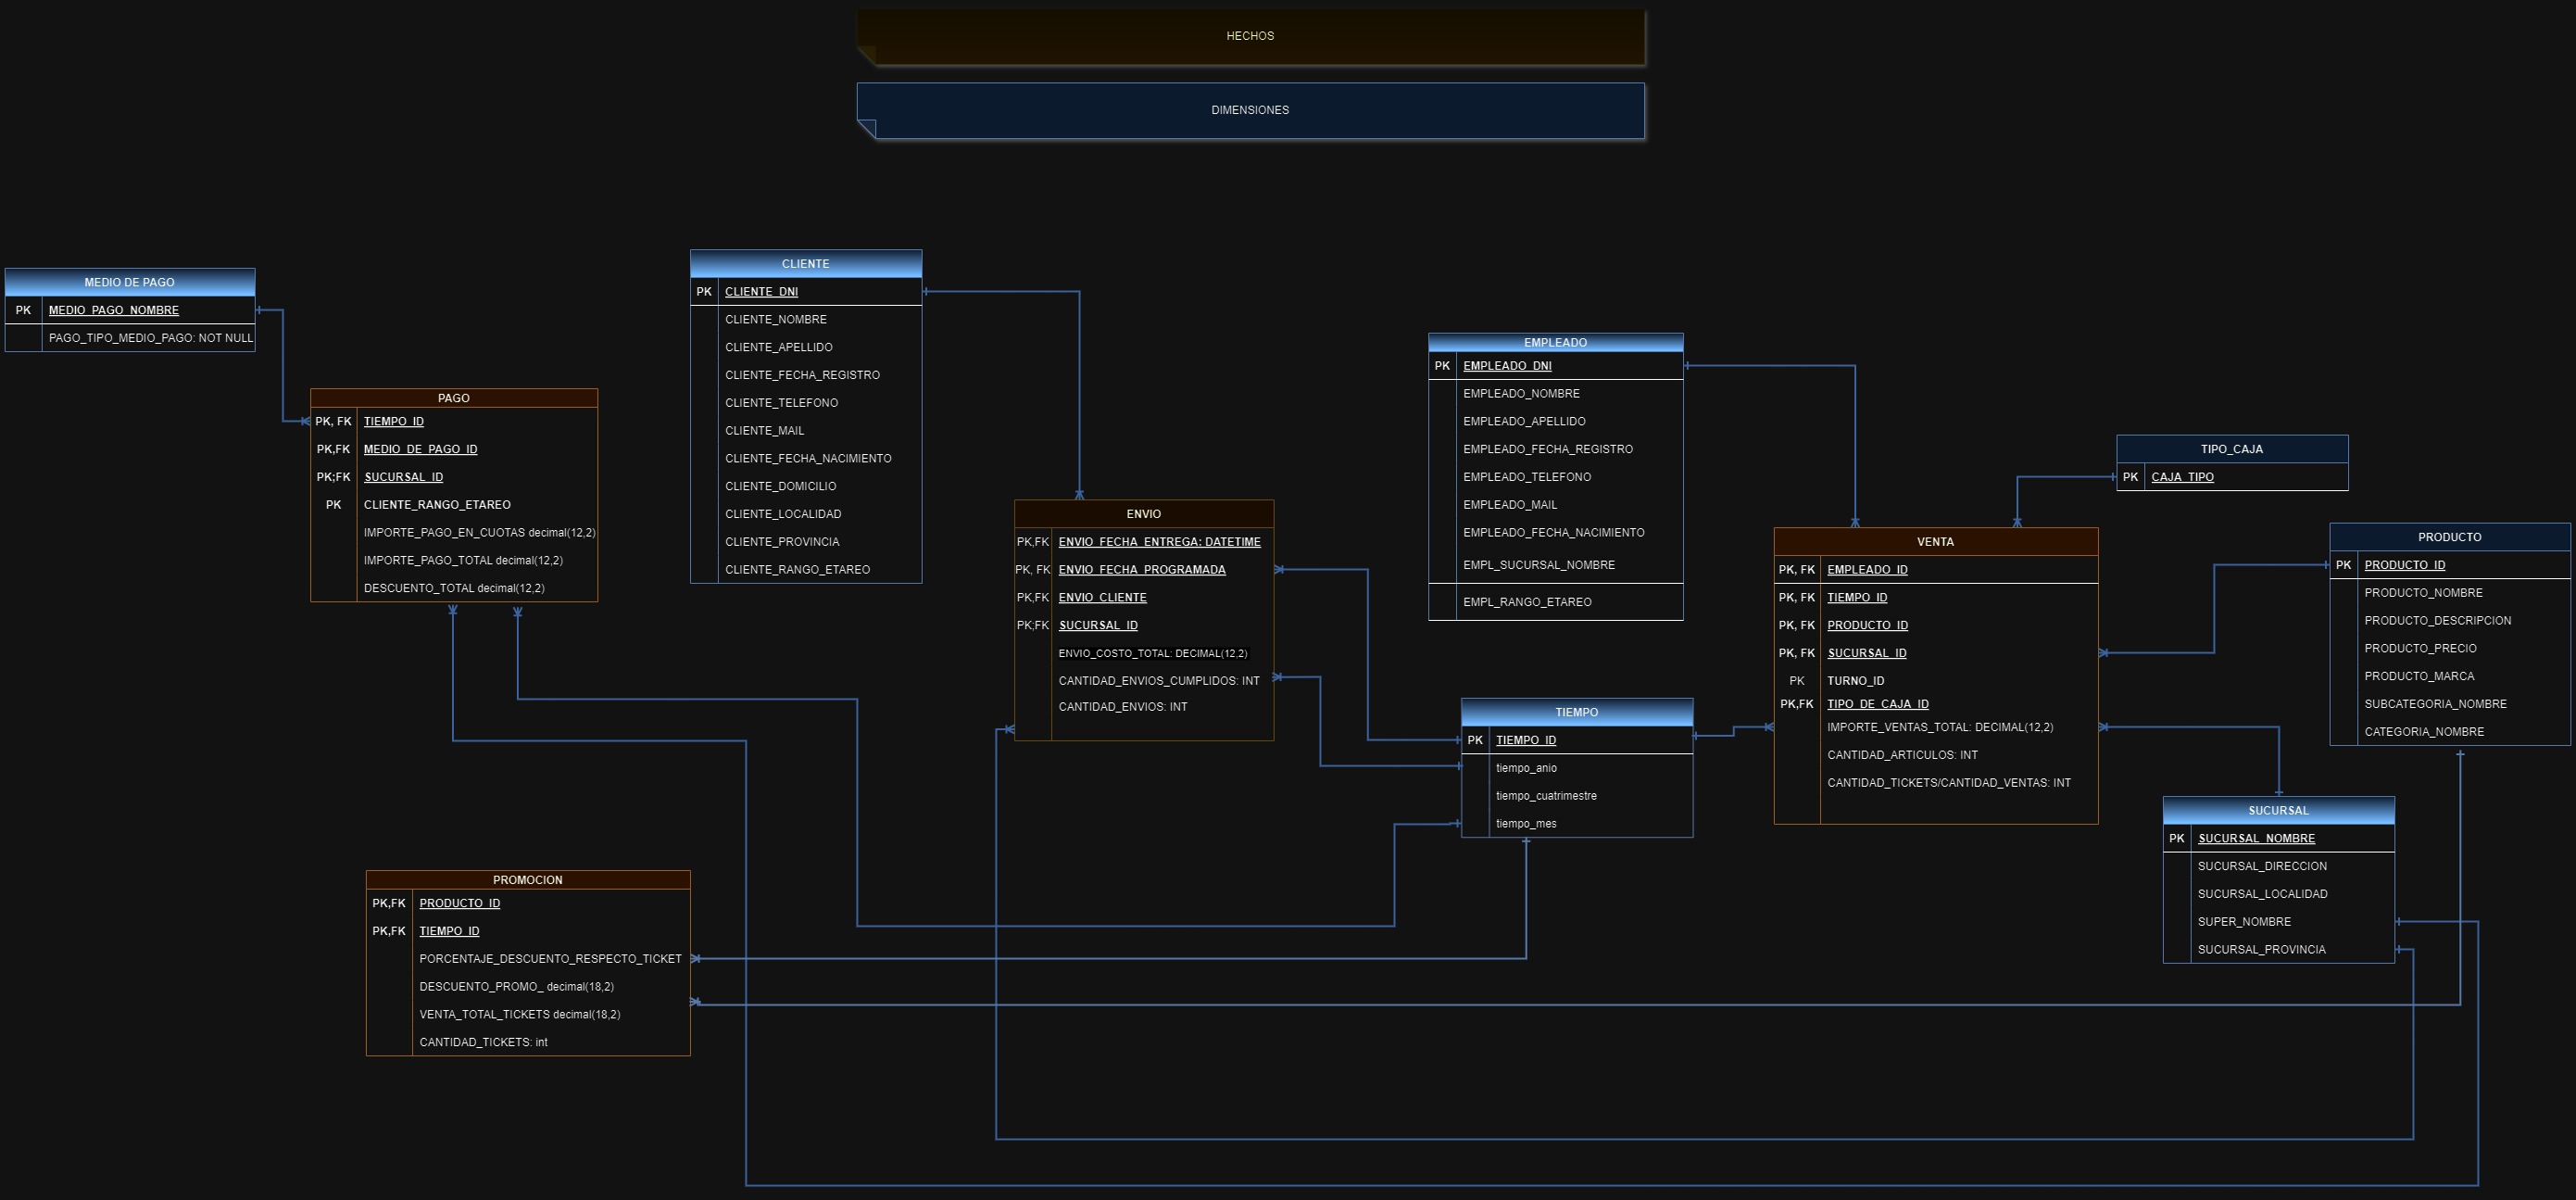 HECHOS
DIMENSIONES
MEDIO DE PAGO
PK MEDIO_PAGO_NOMBRE
PAGO_TIPO_MEDIO_PAGO: NOT NULL
PAGO
PK, FK TIEMPO_ID
PK,FK MEDIO_DE_PAGO_ID
PK;FK SUCURSAL_ID
PK CLIENTE_RANGO_ETAREO
IMPORTE_PAGO_EN_CUOTAS decimal(12,2)
IMPORTE_PAGO_TOTAL decimal(12,2)
DESCUENTO_TOTAL decimal(12,2)
CLIENTE
PK CLIENTE_DNI
CLIENTE_NOMBRE
CLIENTE_APELLIDO
CLIENTE_FECHA_REGISTRO
CLIENTE_TELEFONO
CLIENTE_MAIL
CLIENTE_FECHA_NACIMIENTO
CLIENTE_DOMICILIO
CLIENTE_LOCALIDAD
CLIENTE_PROVINCIA
CLIENTE_RANGO_ETAREO
ENVIO
PK,FK ENVIO_FECHA_ENTREGA: DATETIME
PK, FK ENVIO_FECHA_PROGRAMADA
PK,FK ENVIO_CLIENTE
PK;FK SUCURSAL_ID
ENVIO_COSTO_TOTAL: DECIMAL(12,2)
CANTIDAD_ENVIOS_CUMPLIDOS: INT
CANTIDAD_ENVIOS: INT
EMPLEADO
PK EMPLEADO_DNI
EMPLEADO_NOMBRE
EMPLEADO_APELLIDO
EMPLEADO_FECHA_REGISTRO
EMPLEADO_TELEFONO
EMPLEADO_MAIL
EMPLEADO_FECHA_NACIMIENTO
EMPL_SUCURSAL_NOMBRE
EMPL_RANGO_ETAREO
TIEMPO
PK TIEMPO_ID
tiempo_anio
tiempo_cuatrimestre
tiempo_mes
TIPO_CAJA
PK CAJA_TIPO
VENTA
PK, FK EMPLEADO_ID
PK, FK TIEMPO_ID
PK, FK PRODUCTO_ID
PK, FK SUCURSAL_ID
PK TURNO_ID
PK,FK TIPO_DE_CAJA_ID
IMPORTE_VENTAS_TOTAL: DECIMAL(12,2)
CANTIDAD_ARTICULOS: INT
CANTIDAD_TICKETS/CANTIDAD_VENTAS: INT
PRODUCTO
PK PRODUCTO_ID
PRODUCTO_NOMBRE
PRODUCTO_DESCRIPCION
PRODUCTO_PRECIO
PRODUCTO_MARCA
SUBCATEGORIA_NOMBRE
CATEGORIA_NOMBRE
SUCURSAL
PK SUCURSAL_NOMBRE
SUCURSAL_DIRECCION
SUCURSAL_LOCALIDAD
SUPER_NOMBRE
SUCURSAL_PROVINCIA
PROMOCION
PK,FK PRODUCTO_ID
PK,FK TIEMPO_ID
PORCENTAJE_DESCUENTO_RESPECTO_TICKET
DESCUENTO_PROMO_ decimal(18,2)
VENTA_TOTAL_TICKETS decimal(18,2)
CANTIDAD_TICKETS: int